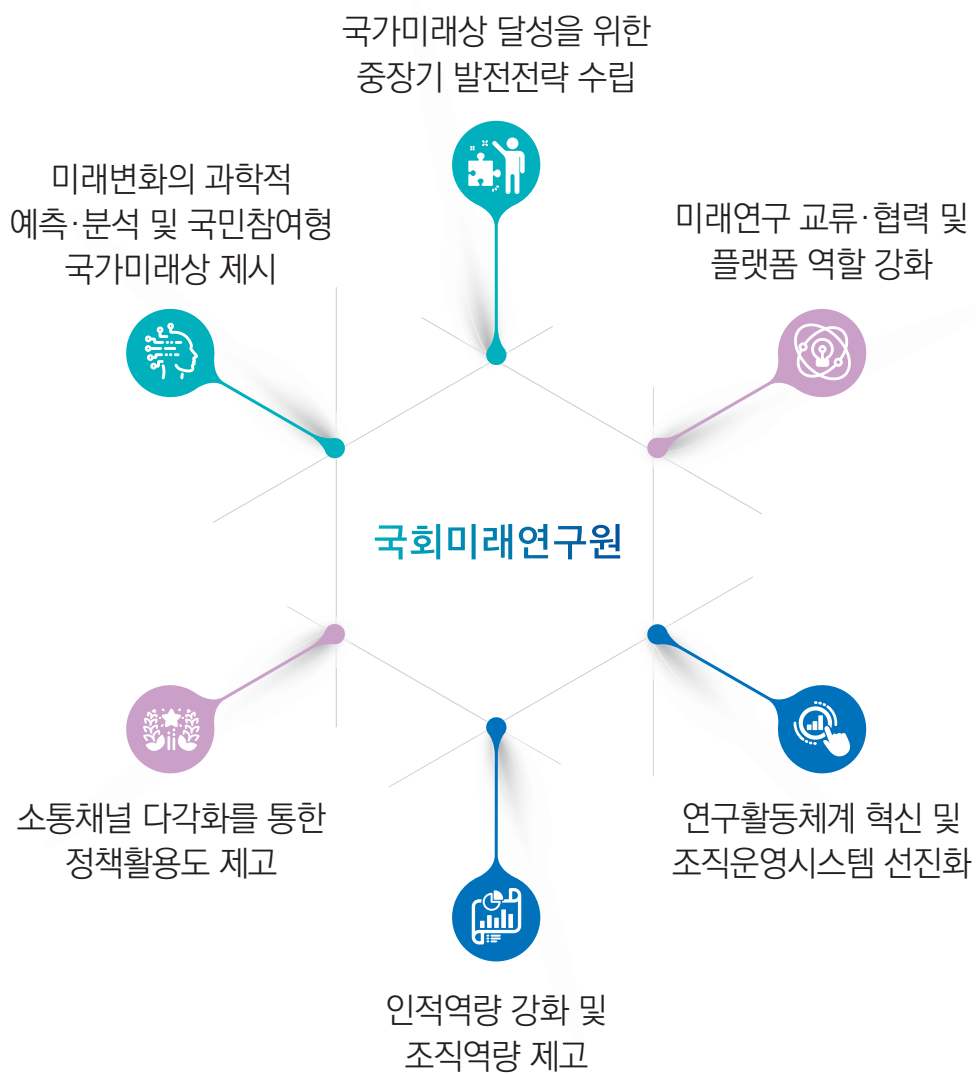 국가미래상 달성을 위한
중장기 발전전략 수립
미래변화의 과학적
예측·분석 및 국민참여형
국가미래상 제시
미래연구 교류·협력 및
플랫폼 역할 강화
국회미래연구원
소통채널 다각화를 통한
정책활용도 제고
연구활동체계 혁신 및
조직운영시스템 선진화
인적역량 강화 및
조직역량 제고